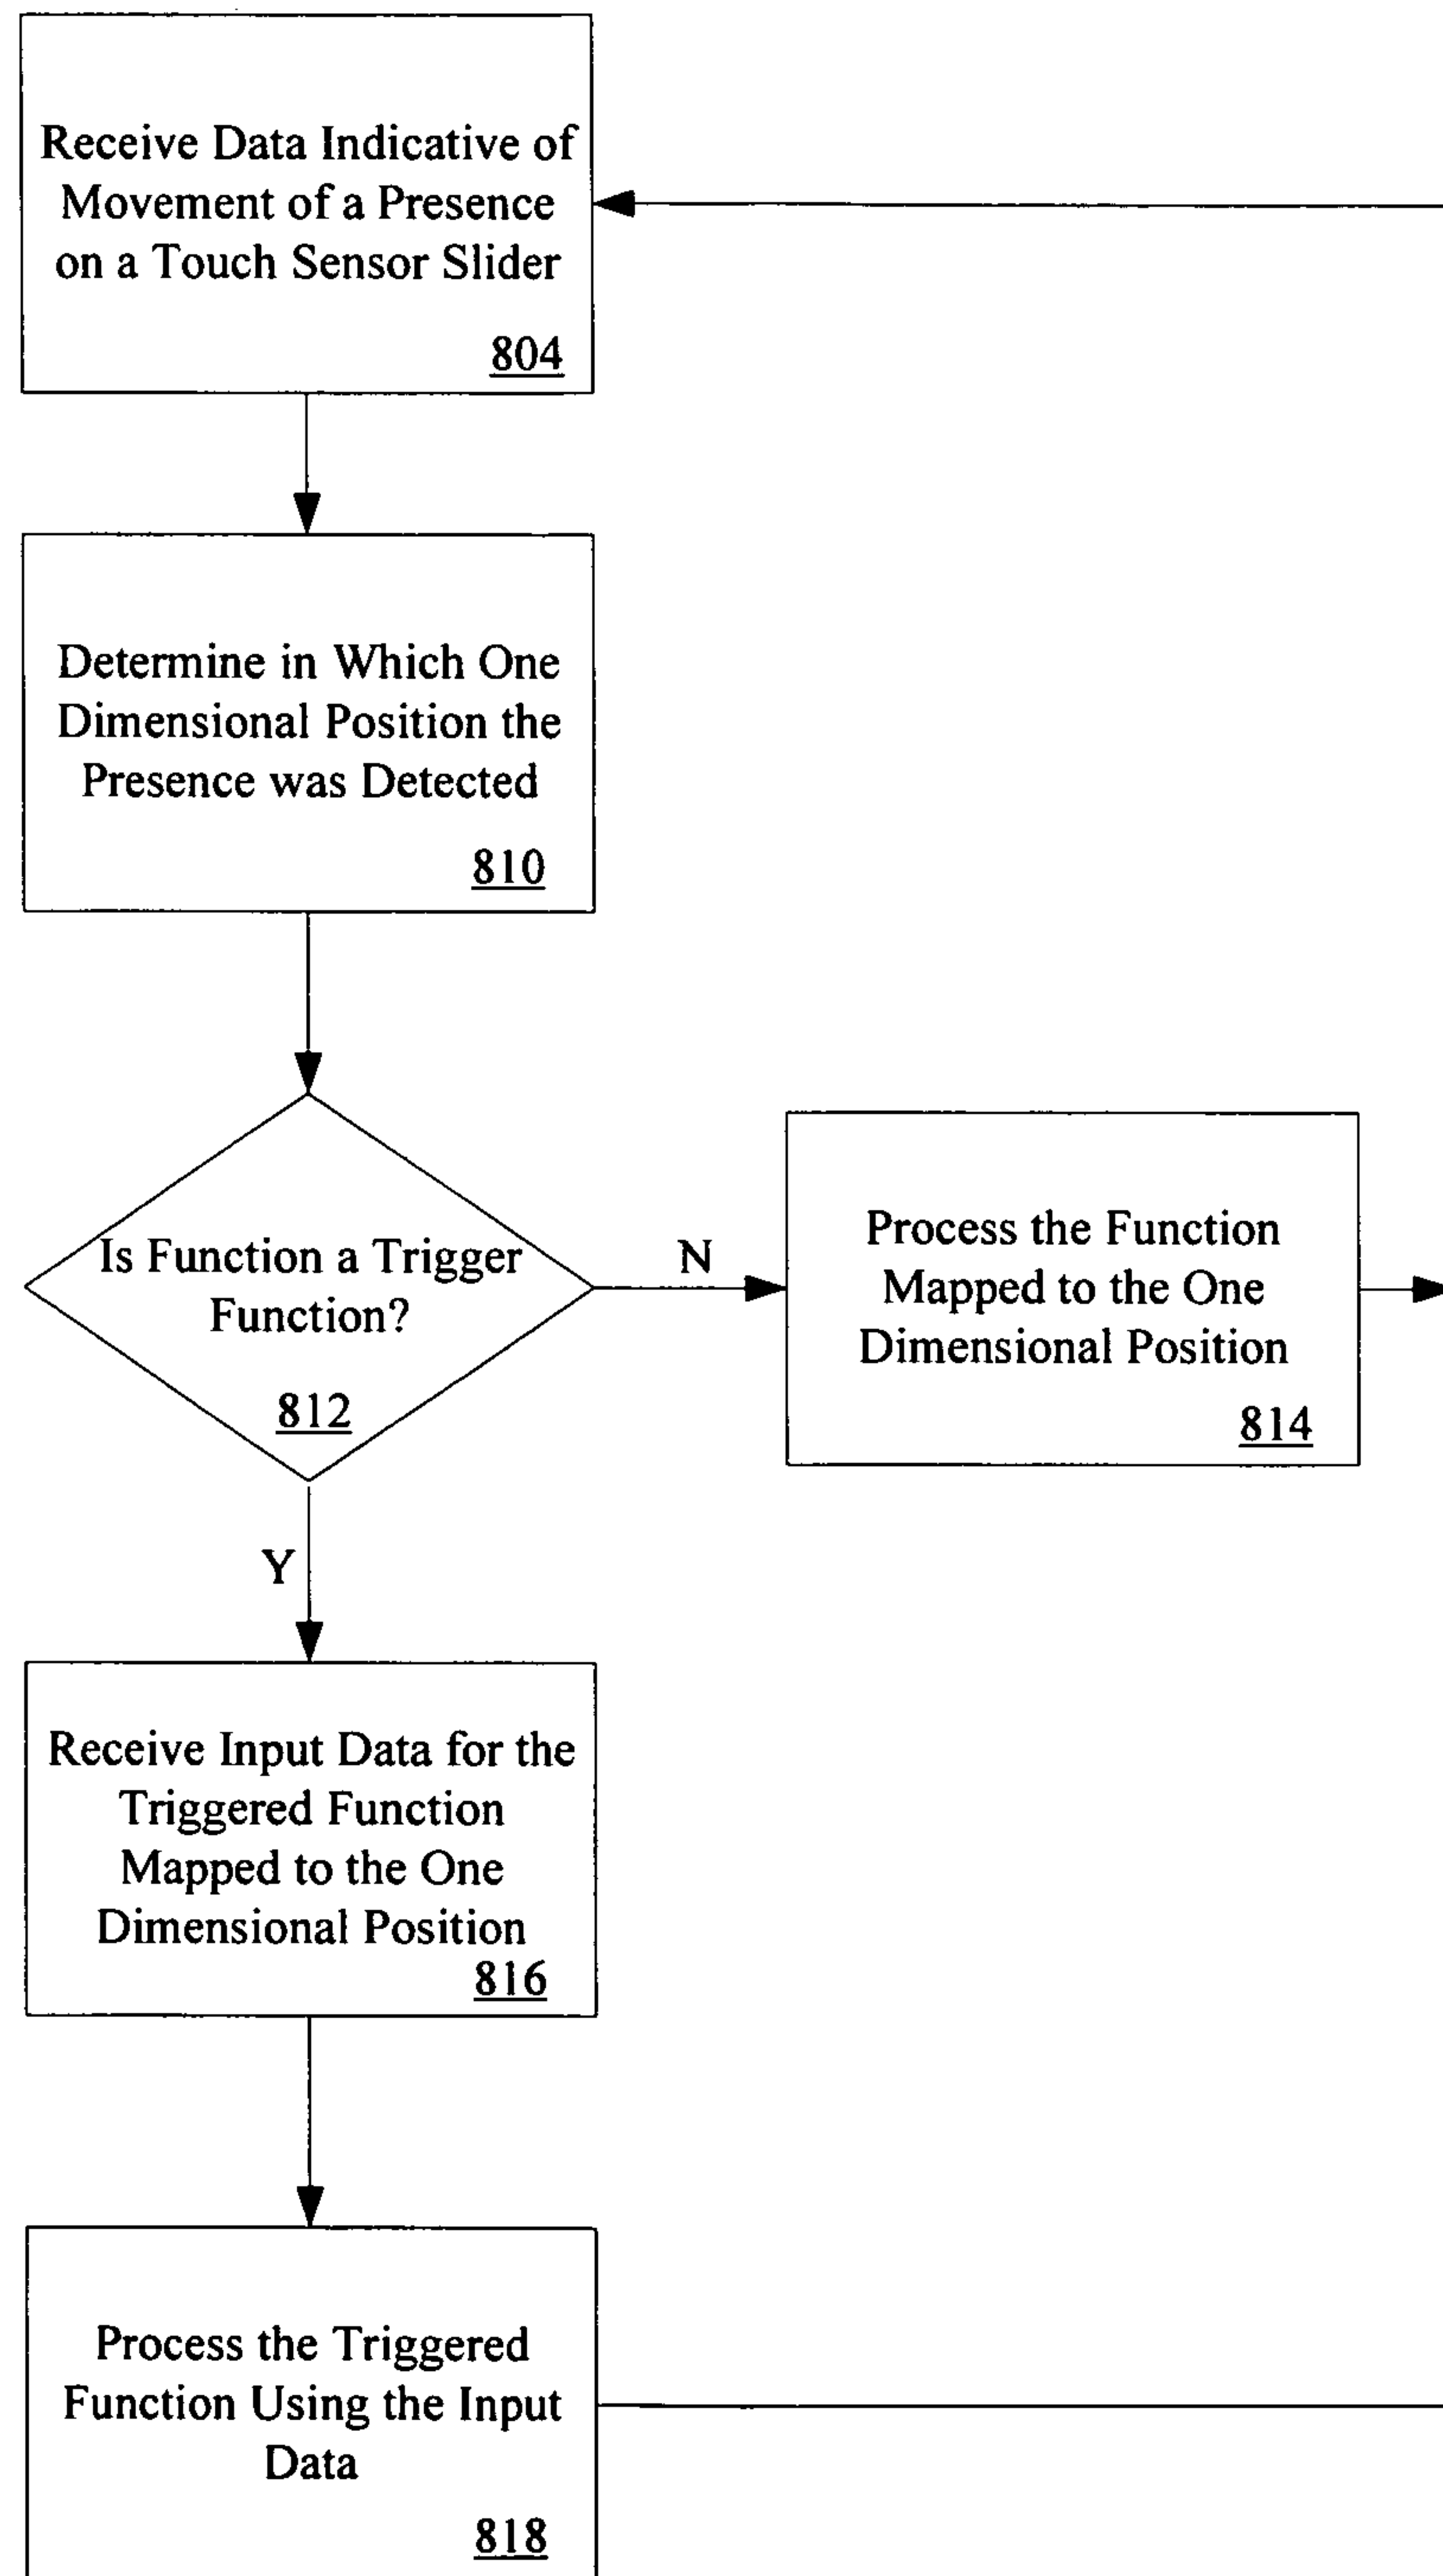 Receive Data Indicative of
Movement of a Presence
on a Touch Sensor Slider
804
Determine in Which One
Dimensional Position the
Presence was Detected
810
Is Function a Trigger
Function?
812
N
Process the Function
Mapped to the One
Dimensional Position
814
Y
Receive Input Data for the
Triggered Function
Mapped to the One
Dimensional Position
816
Process the Triggered
Function Using the Input
Data
818